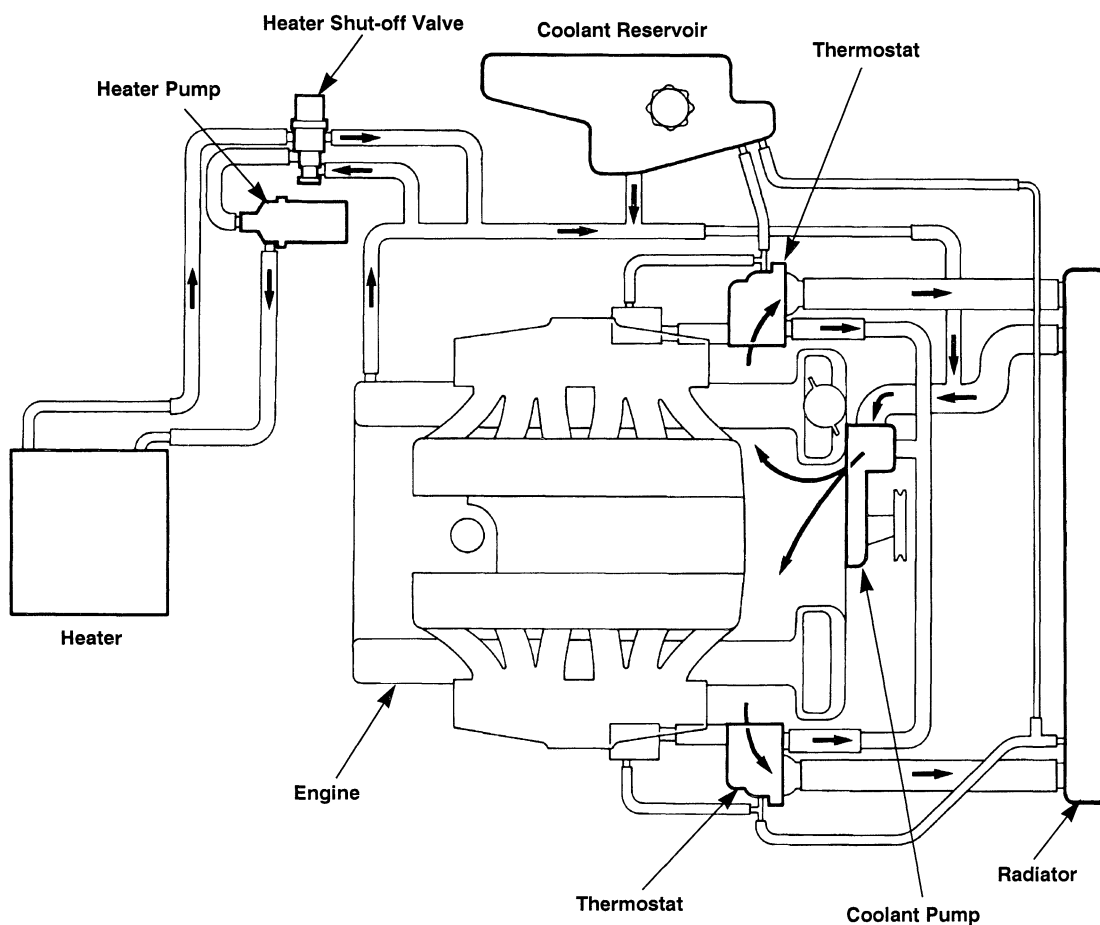 Heater Shut-off Valve
Coolant Reservoir
Thermostat
Heater Pump
Heater
Engine
Radiator
Thermostat
Coolant Pump